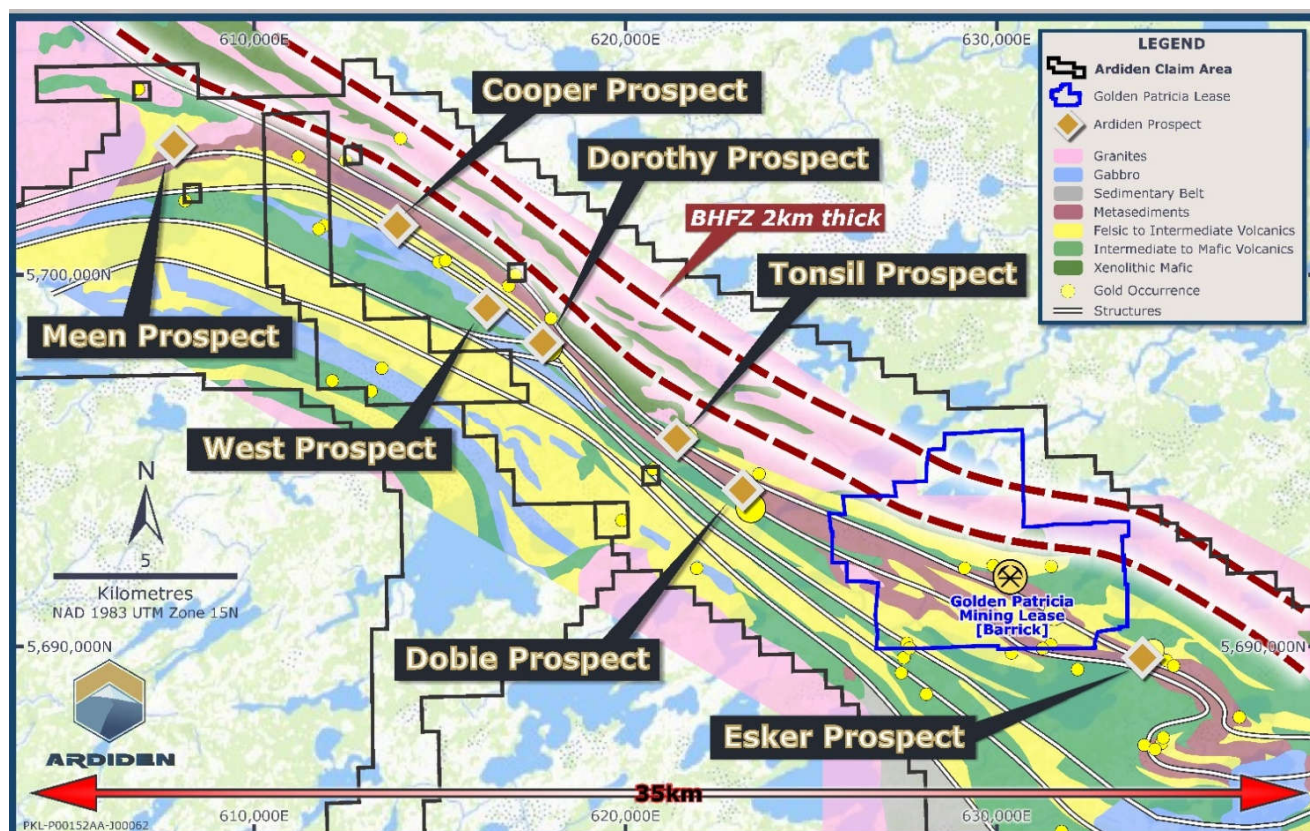 610,000E
620,000E
630,000E
LEGEND
Ardiden Claim Area
Golden Patricia Lease
Ardiden Prospect
Granites
Gabbro
Sedimentary Belt
Metasediments
Felsic to Intermediate Volcanics
Intermediate to Mafic Volcanics
Xenolithic Mafic
Gold Occurrence
Structures
Cooper Prospect
Dorothy Prospect
BHFZ 2km thick
Tonsil Prospect
5,700,000N
Meen Prospect
West Prospect
N
5
Kilometres
NAD 1983 UTM Zone 15N
Golden Patricia
Mining Lease
[Barrick]
Dobie Prospect
5,690,000N
5,690,000N
Esker Prospect
ARDIDEN
35km
610,000E
620,000E
630,000E
PKL-P00152AA-J00062